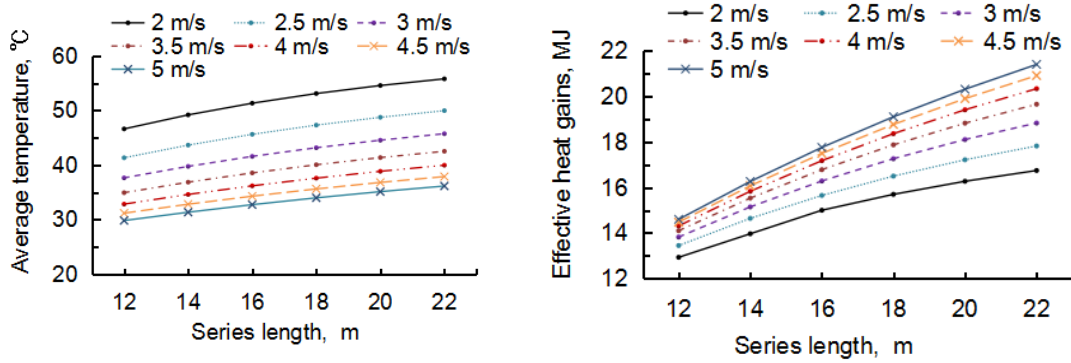 2 m/s 2.5 m/s 3 m/s
3.5 m/s 4 m/s 4.5 m/s
5 m/s
Average temperature, ℃
60
50
40
30
20
12 14 16 18 20 22
Series length, m
2 m/s 2.5 m/s 3 m/s
3.5 m/s 4 m/s 4.5 m/s
5 m/s
Effective heat gains, MJ
22
20
18
16
14
12
12 14 16 18 20 22
Series length, m